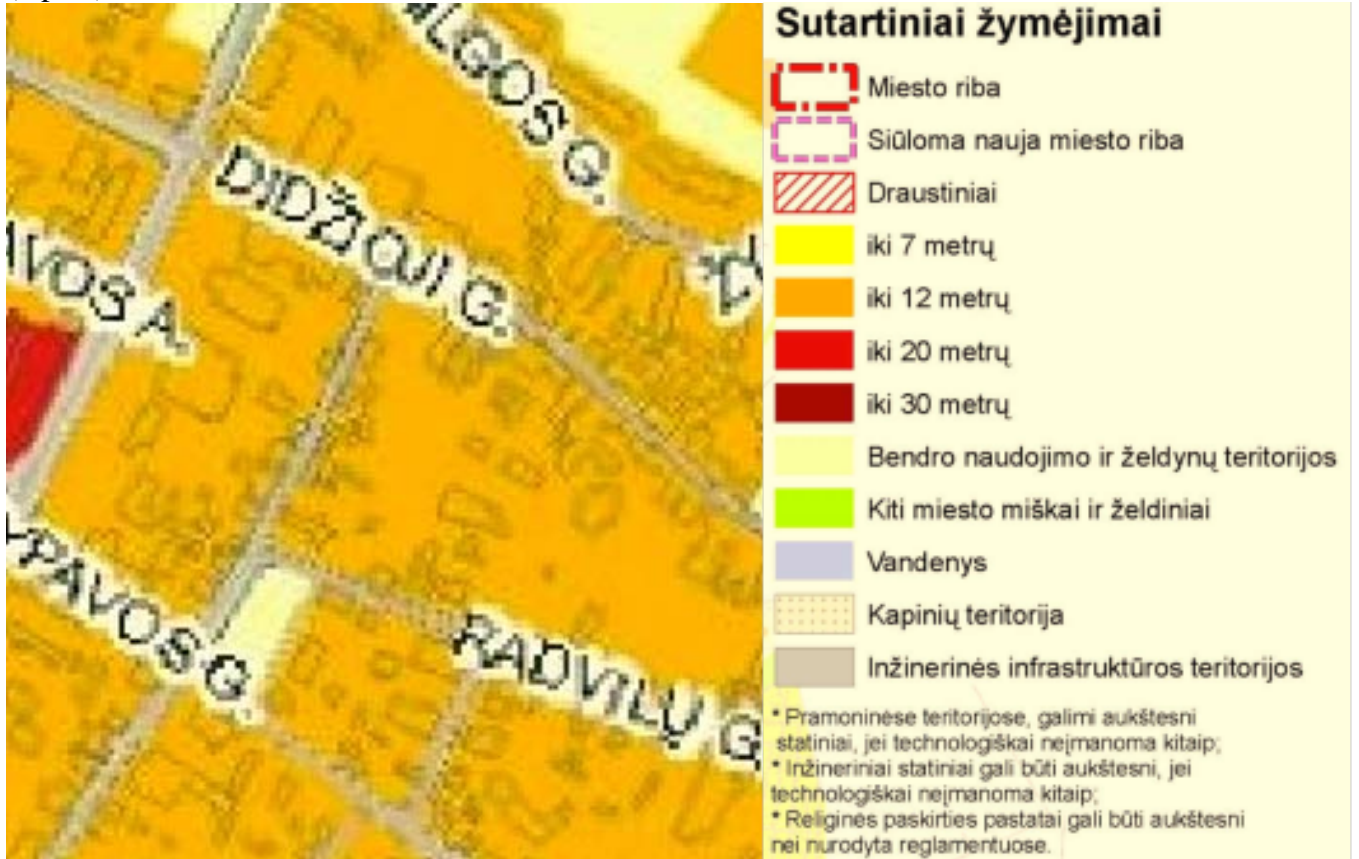 Sutartiniai žymėjimai
Miesto riba
Siūloma nauja miesto riba
Draustiniai
iki 7 metrų
iki 12 metrų
iki 20 metrų
iki 30 metrų
Bendro naudojimo ir želdynų teritorijos
Kiti miesto miškai ir želdiniai
Vandenys
Kapinių teritorija
Inžinerinės infrastruktūros teritorijos
* Pramoninėse teritorijose, galimi aukštesni
statiniai, jei technologiškai neįmanoma kitaip;
* Inžineriniai statiniai gali būti aukštesni, jei
technologiškai neįmanoma kitaip;
* Religinės paskirties pastatai gali būti aukštesni
nei nurodyta reglamentuose.
LGOS G.
DIDŽIOJI G.
AVOS A.
PAVOS G.
RADVILŲ G